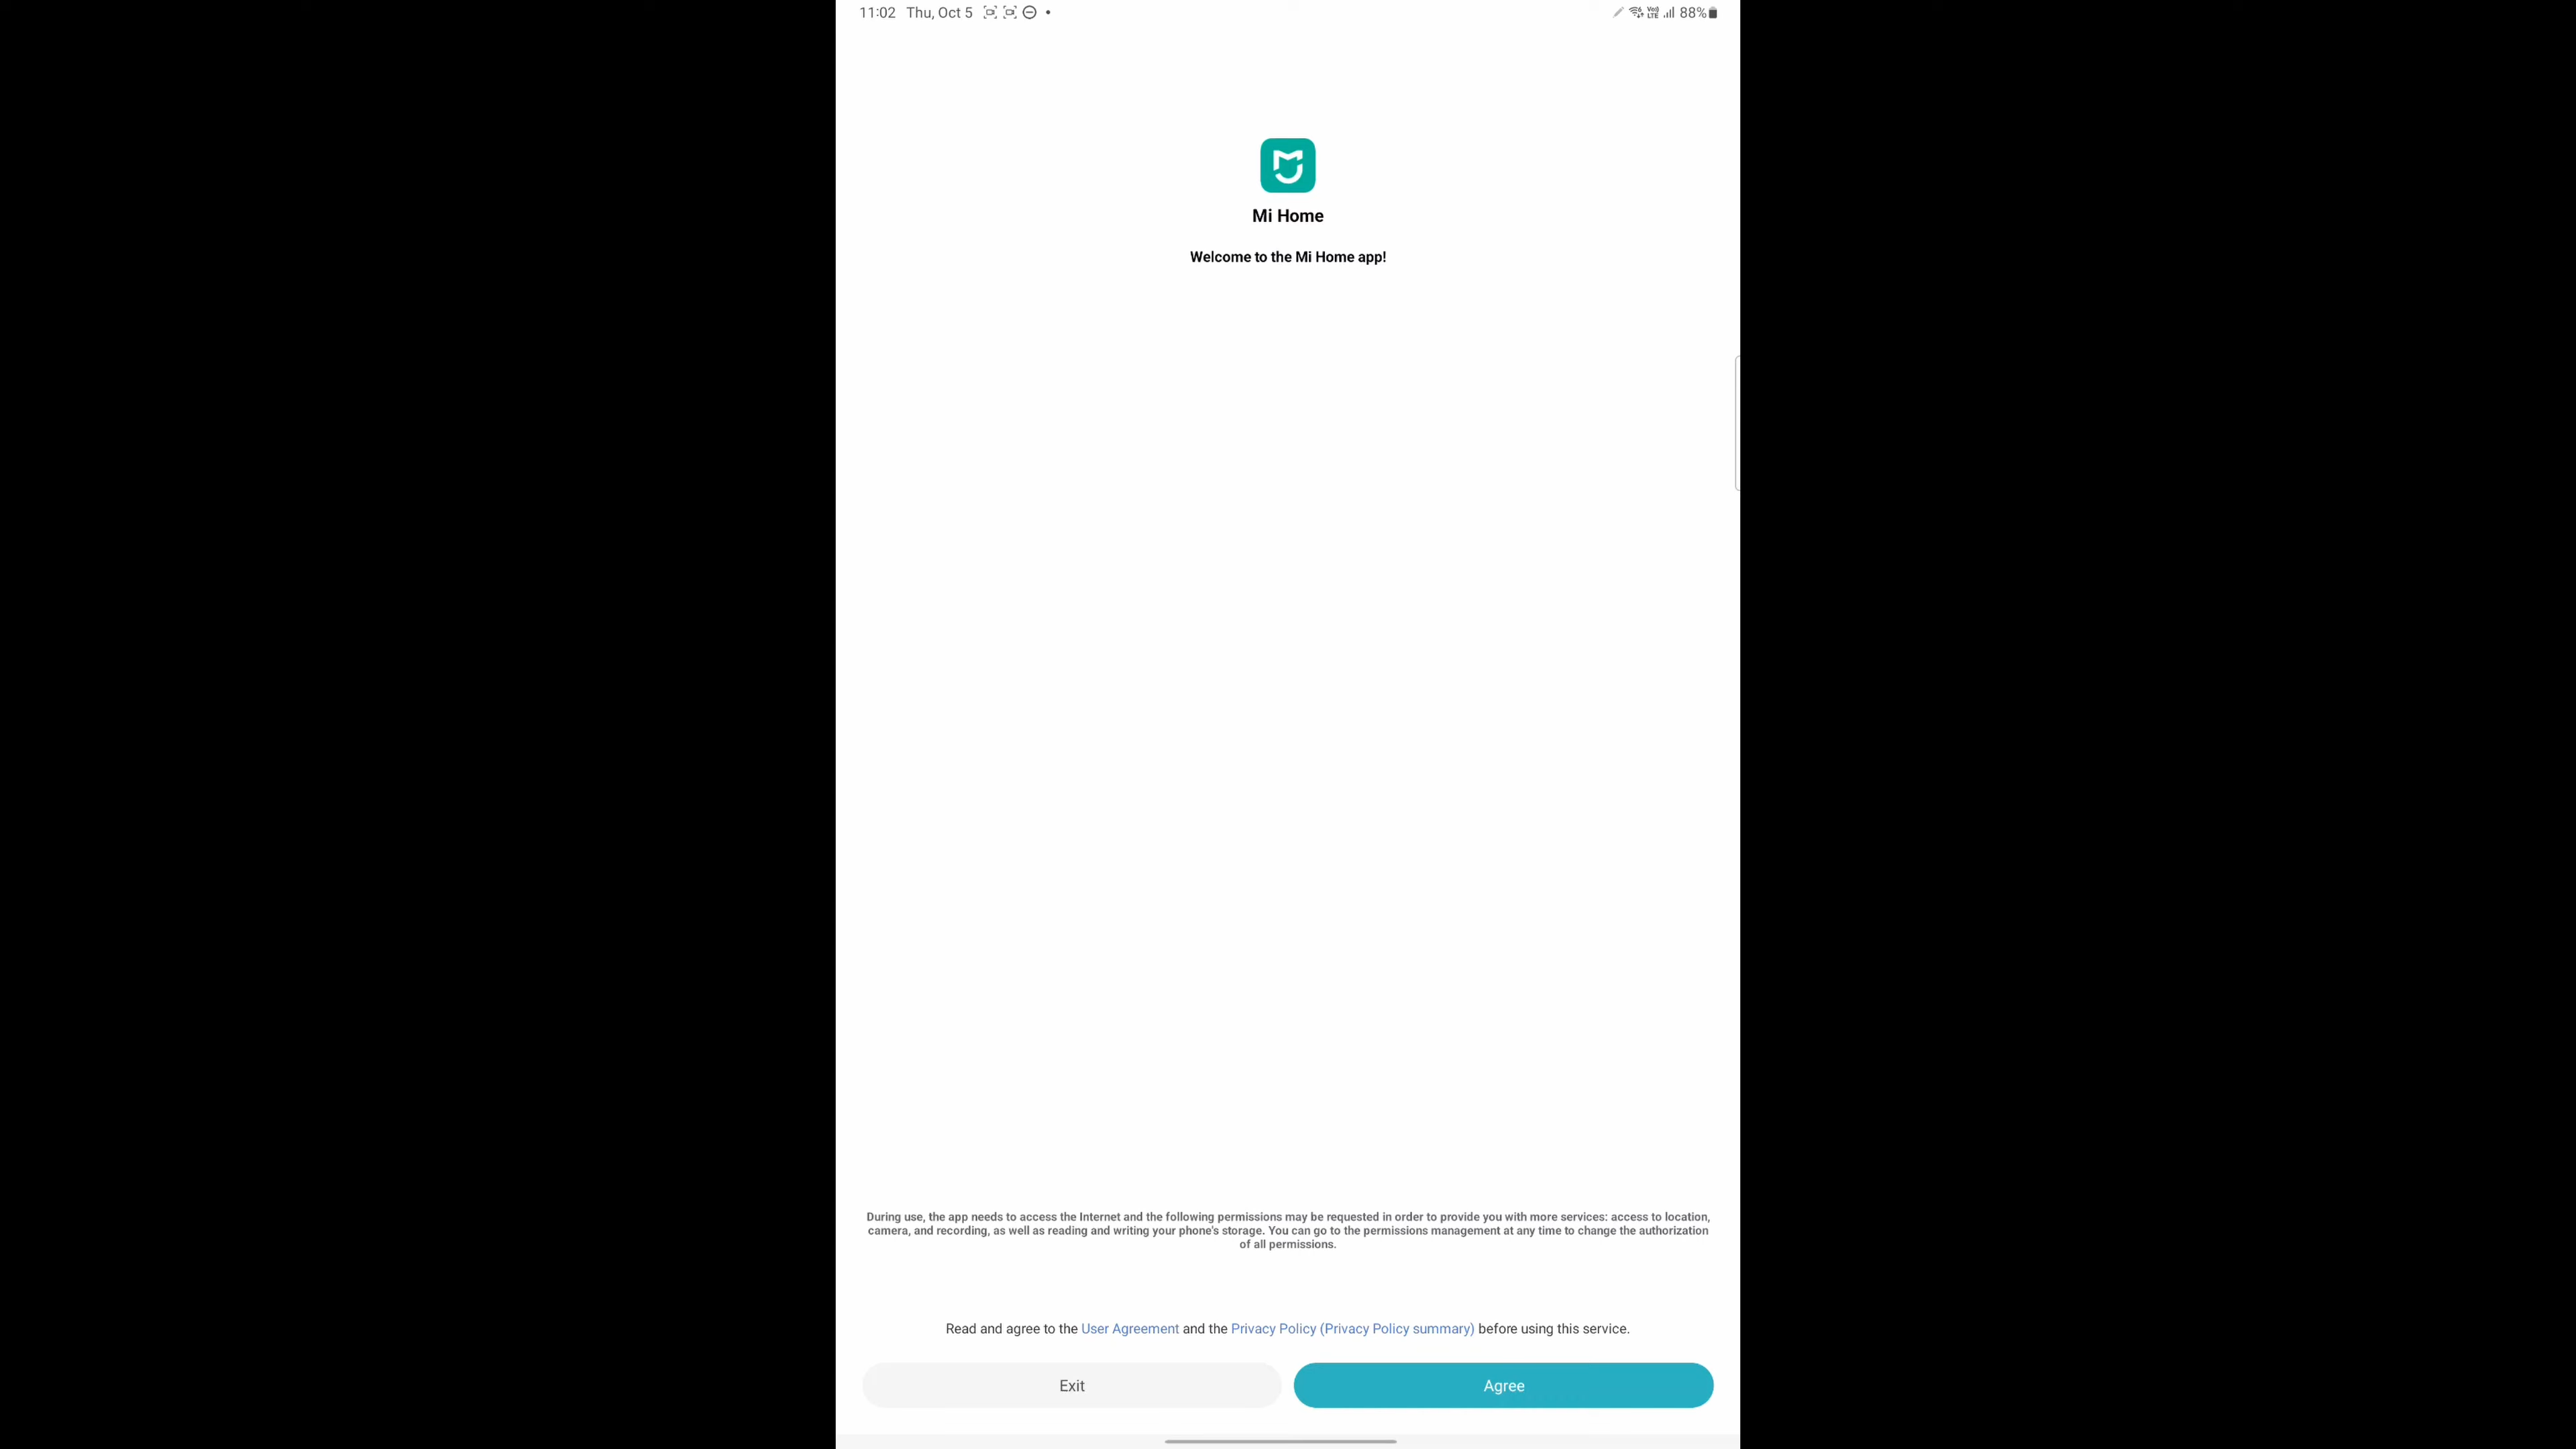 11:02 Thu, Oct 5 88%
Mi Home
Welcome to the Mi Home app!
During use, the app needs to access the Internet and the following permissions may be requested in order to provide you with more services: access to location,
camera, and recording, as well as reading and writing your phone's storage. You can go to the permissions management at any time to change the authorization
of all permissions.
Read and agree to the User Agreement and the Privacy Policy (Privacy Policy summary) before using this service.
Exit Agree